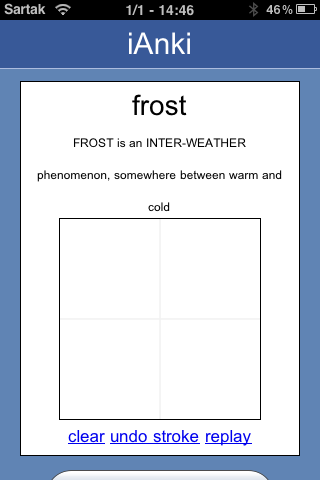 Sartak 1/1 - 14:46 46%
iAnki
frost
FROST is an INTER-WEATHER
phenomenon, somewhere between warm and
cold
clear undo stroke replay